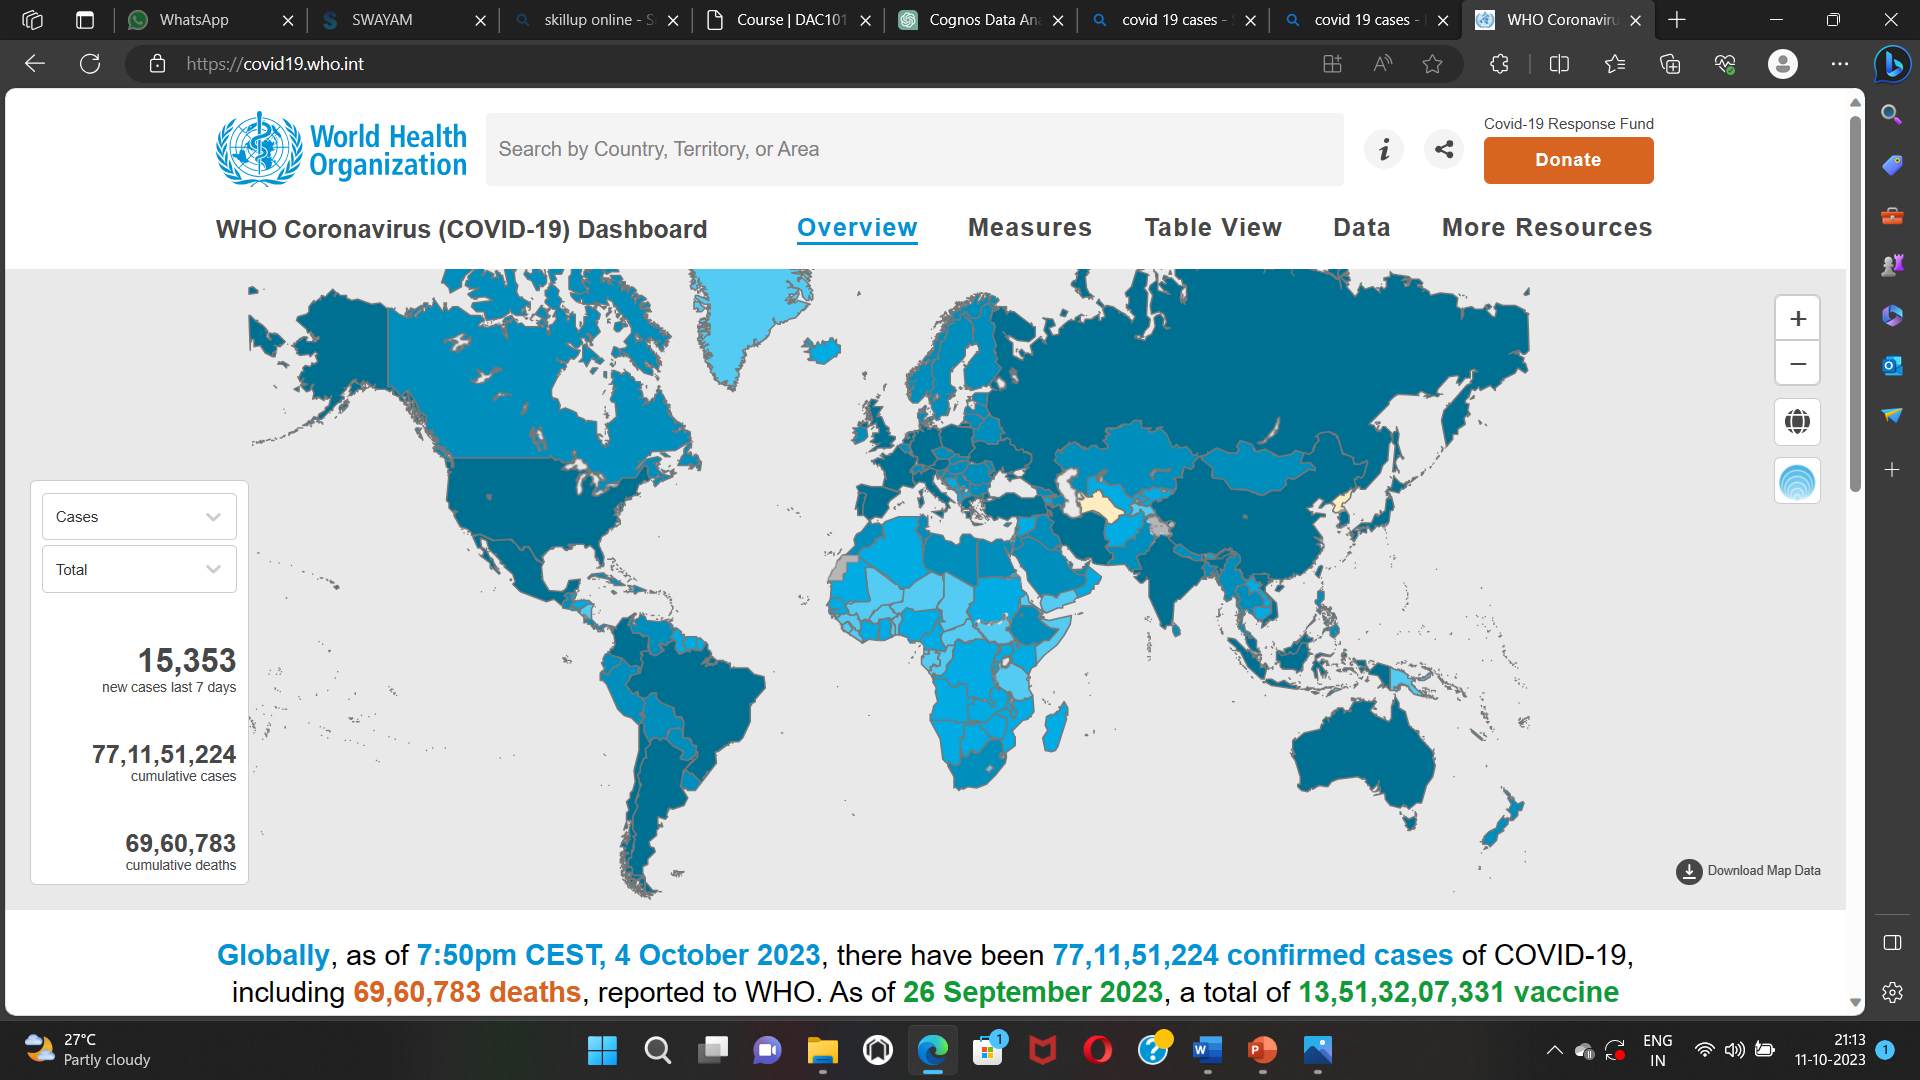 WhatsApp
SWAYAM
skillup online - S
Course | DAC101
Cognos Data Ana
covid 19 cases -
covid 19 cases -
WHO Coronaviru
https://covid19.who.int
World Health
Organization
Search by Country, Territory, or Area
i
Covid-19 Response Fund
Donate
WHO Coronavirus (COVID-19) Dashboard
Overview
Measures
Table View
Data
More Resources
+
−
Cases
Total
15,353
new cases last 7 days
77,11,51,224
cumulative cases
69,60,783
cumulative deaths
Download Map Data
Globally, as of 7:50pm CEST, 4 October 2023, there have been 77,11,51,224 confirmed cases of COVID-19,
including 69,60,783 deaths, reported to WHO. As of 26 September 2023, a total of 13,51,32,07,331 vaccine
27°C
Partly cloudy
1
ENG
IN
21:13
11-10-2023
1